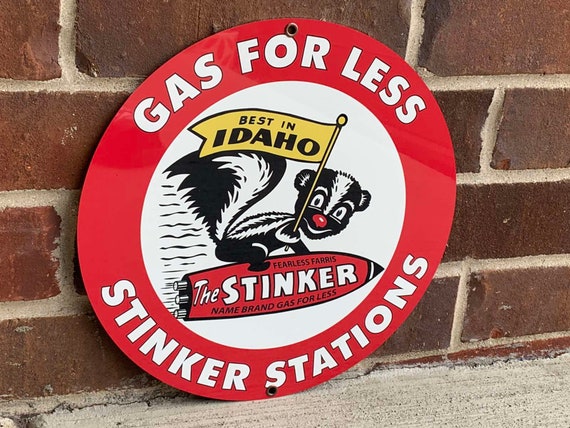 GAS FOR LESS
BEST IN
IDAHO
FEARLESS FARRIS
The STINKER
NAME BRAND GAS FOR LESS
STINKER STATIONS